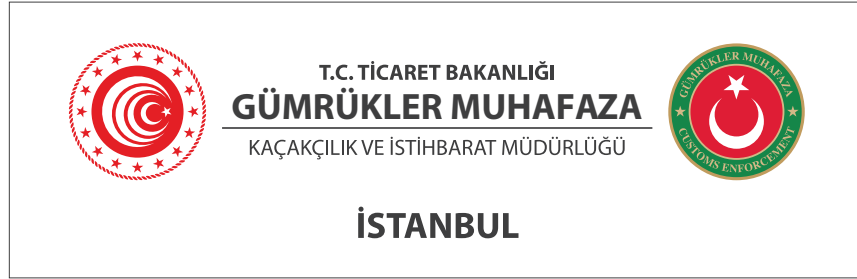 T.C. TİCARET BAKANLIĞI
GÜMRÜKLER MUHAFAZA
KAÇAKÇILIK VE İSTİHBARAT MÜDÜRLÜĞÜ
GÜMRÜKLER MUHAFAZA
CUSTOMS ENFORCEMENT
İSTANBUL